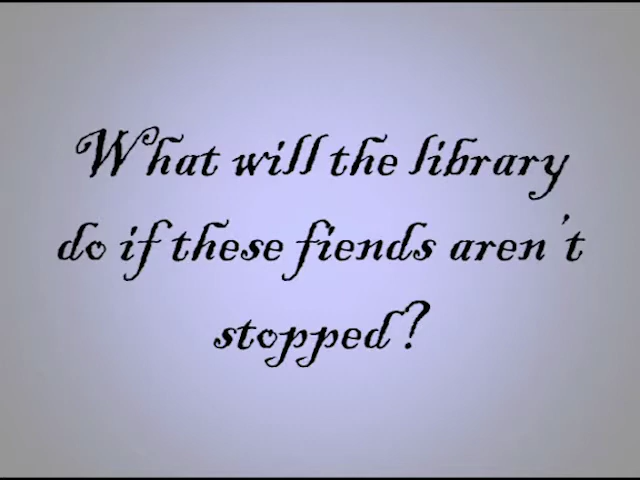 What will the library
do if these fiends aren't
stopped?